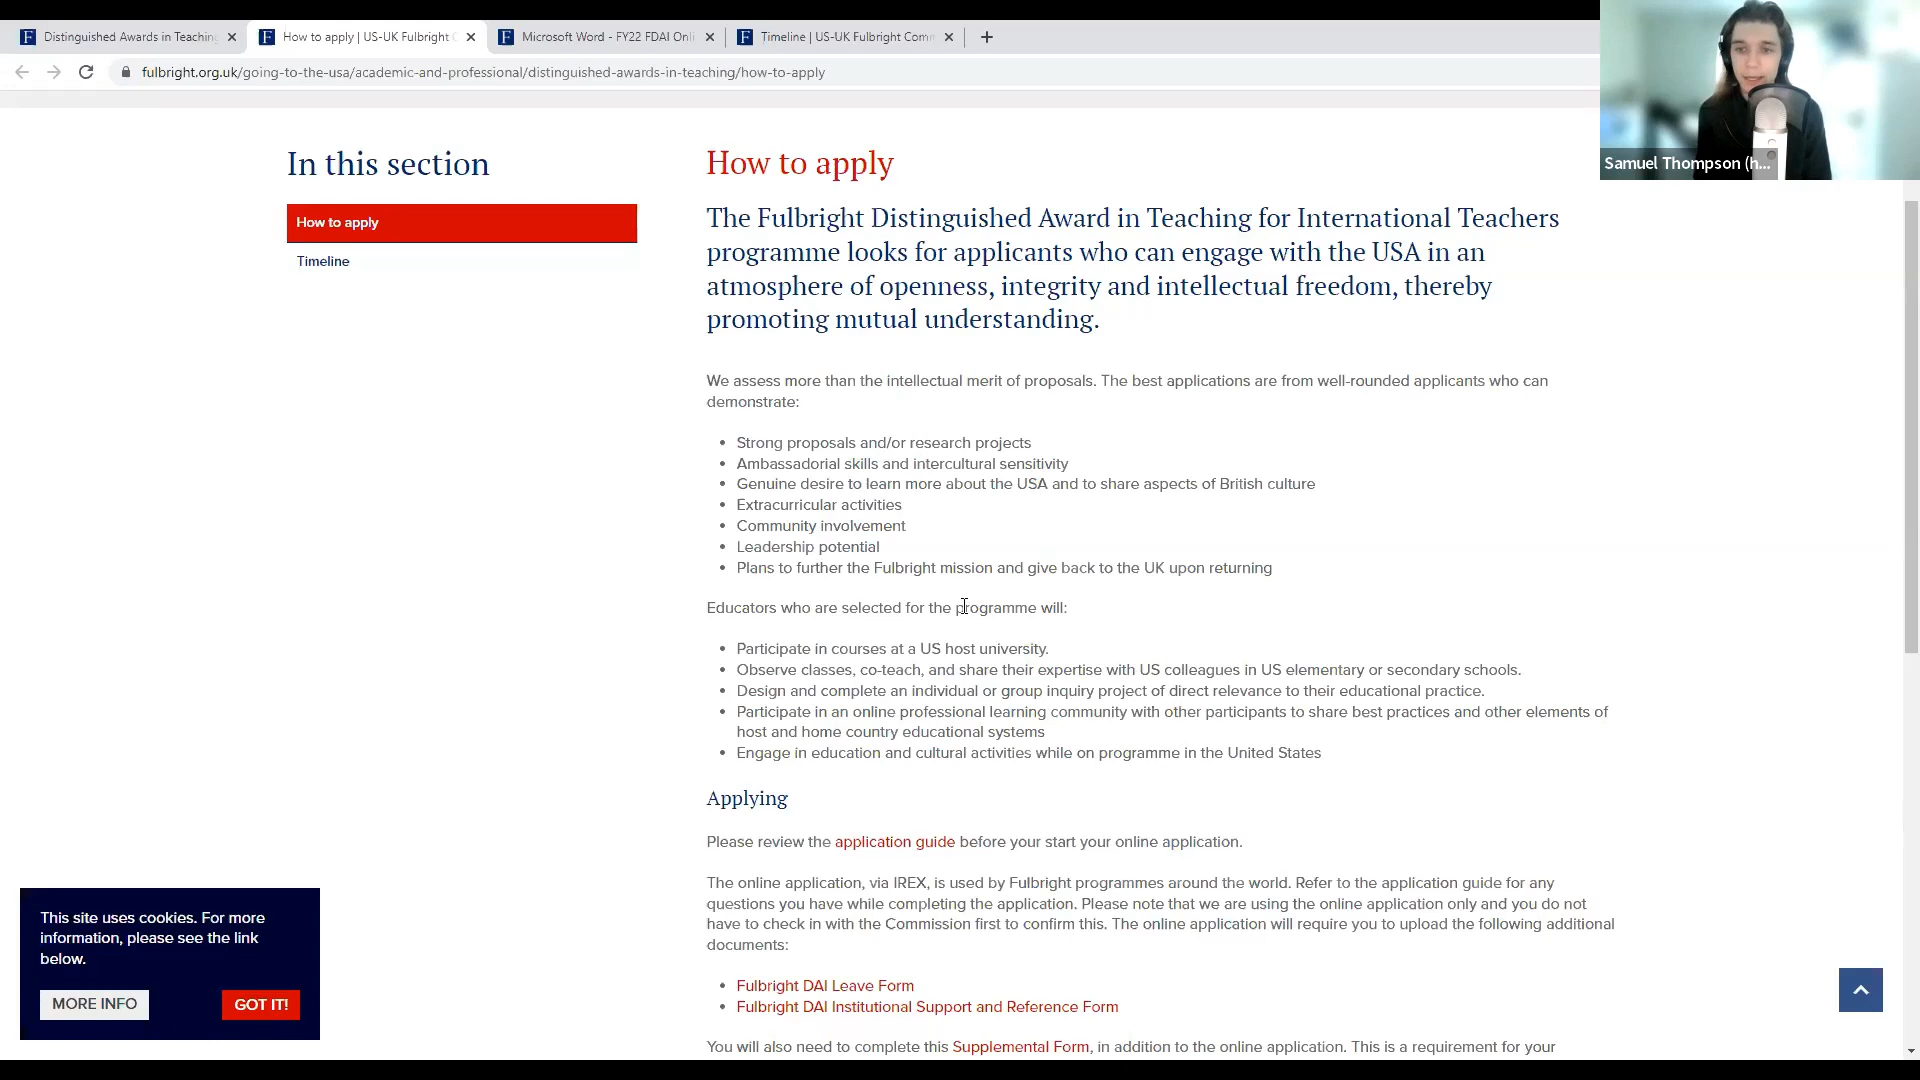 Distinguished Awards in Teaching
How to apply | US-UK Fulbright C
Microsoft Word - FY22 FDAI Onli
Timeline | US-UK Fulbright Comm
fulbright.org.uk/going-to-the-usa/academic-and-professional/distinguished-awards-in-teaching/how-to-apply
Samuel Thompson (h...
In this section
How to apply
Timeline
How to apply
The Fulbright Distinguished Award in Teaching for International Teachers
programme looks for applicants who can engage with the USA in an
atmosphere of openness, integrity and intellectual freedom, thereby
promoting mutual understanding.
We assess more than the intellectual merit of proposals. The best applications are from well-rounded applicants who can
demonstrate:
• Strong proposals and/or research projects
• Ambassadorial skills and intercultural sensitivity
• Genuine desire to learn more about the USA and to share aspects of British culture
• Extracurricular activities
• Community involvement
• Leadership potential
• Plans to further the Fulbright mission and give back to the UK upon returning
Educators who are selected for the programme will:
• Participate in courses at a US host university.
• Observe classes, co-teach, and share their expertise with US colleagues in US elementary or secondary schools.
• Design and complete an individual or group inquiry project of direct relevance to their educational practice.
• Participate in an online professional learning community with other participants to share best practices and other elements of
host and home country educational systems
• Engage in education and cultural activities while on programme in the United States
Applying
Please review the application guide before your start your online application.
The online application, via IREX, is used by Fulbright programmes around the world. Refer to the application guide for any
questions you have while completing the application. Please note that we are using the online application only and you do not
have to check in with the Commission first to confirm this. The online application will require you to upload the following additional
documents:
• Fulbright DAI Leave Form
• Fulbright DAI Institutional Support and Reference Form
You will also need to complete this Supplemental Form, in addition to the online application. This is a requirement for your
This site uses cookies. For more
information, please see the link
below.
MORE INFO
GOT IT!